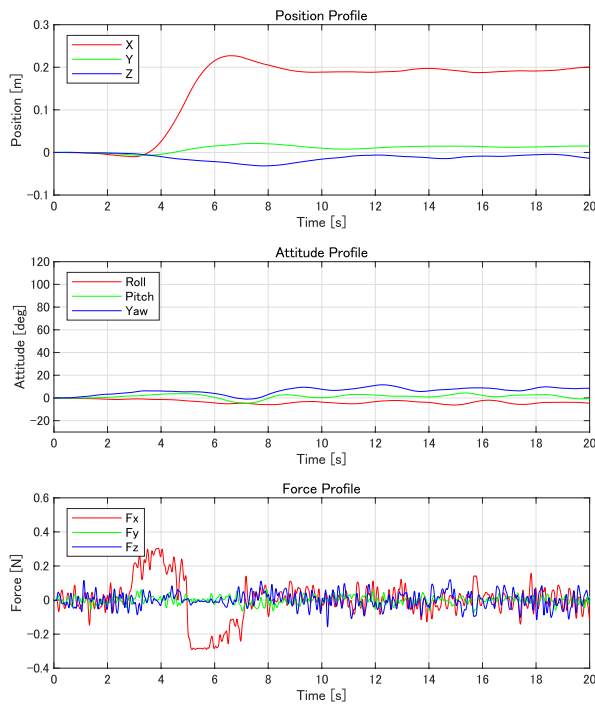 Position Profile
0.3
0.2
0.1
0
−0.1
Position [m]
X
Y
Z
0 2 4 6 8 10 12 14 16 18 20
Time [s]
Attitude Profile
120
100
80
60
40
20
0
−20
Attitude [deg]
Roll
Pitch
Yaw
0 2 4 6 8 10 12 14 16 18 20
Time [s]
Force Profile
0.6
0.4
0.2
0
−0.2
−0.4
Force [N]
Fx
Fy
Fz
0 2 4 6 8 10 12 14 16 18 20
Time [s]